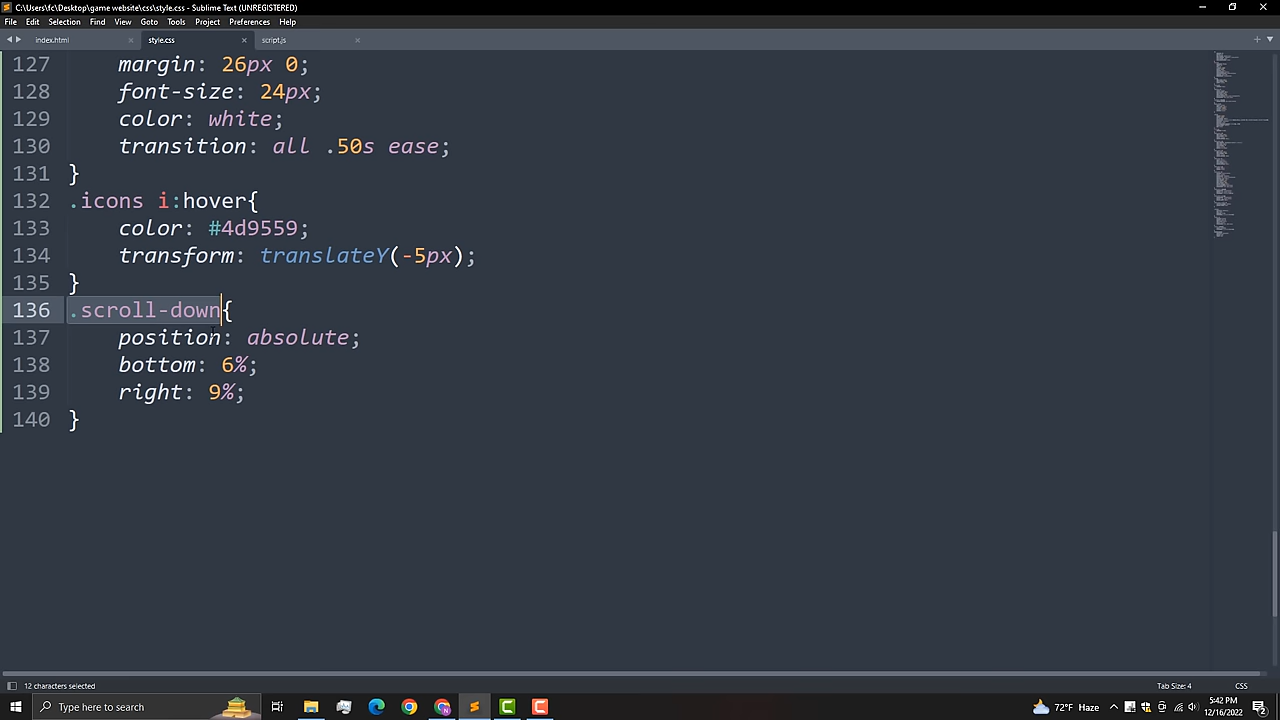 C:\Users\fc\Desktop\game website\css\style.css - Sublime Text (UNREGISTERED)
File Edit Selection Find View Goto Tools Project Preferences Help
index.html style.css script.js
127 margin: 26px 0;
128 font-size: 24px;
129 color: white;
130 transition: all .50s ease;
131 }
132 .icons i:hover{
133 color: #4d9559;
134 transform: translateY(-5px);
135 }
136 .scroll-down{
137 position: absolute;
138 bottom: 6%;
139 right: 9%;
140 }
12 characters selected Tab Size: 4 CSS
Type here to search 72°F Haze 5:42 PM
12/16/2022